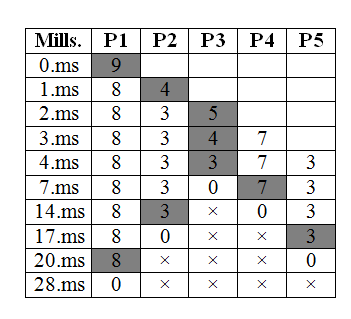 Mills. P1 P2 P3 P4 P5
0.ms 9
1.ms 8 4
2.ms 8 3 5
3.ms 8 3 4 7
4.ms 8 3 3 7 3
7.ms 8 3 0 7 3
14.ms 8 3 × 0 3
17.ms 8 0 × × 3
20.ms 8 × × × 0
28.ms 0 × × × ×